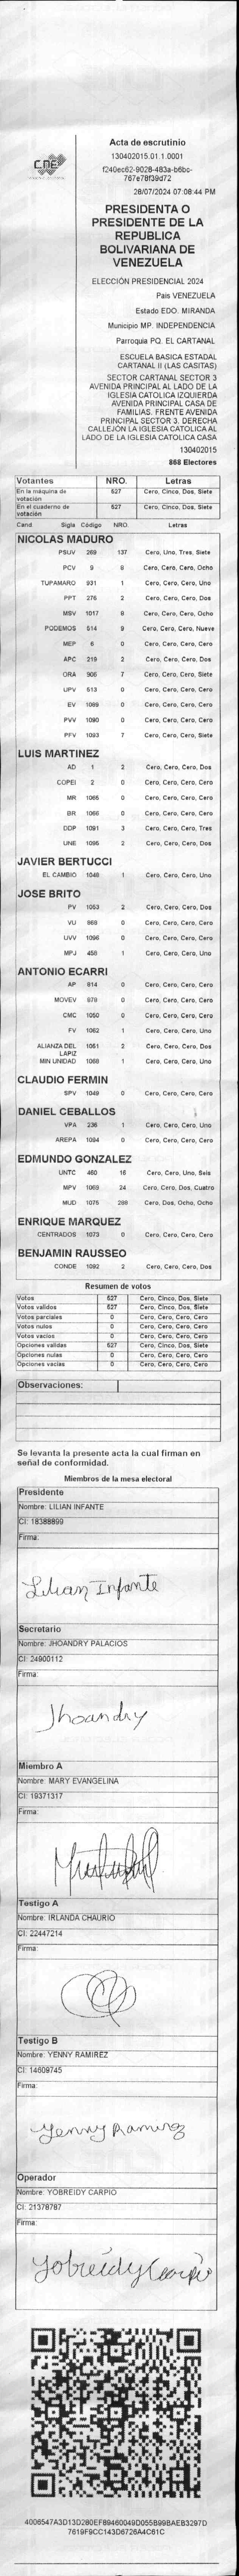 CNE
Acta de escrutinio
130402015.01.1.0001
f240ec62-9028-483a-b6bc-
767e78f39d72
28/07/2024 07:08:44 PM
PRESIDENTA O
PRESIDENTE DE LA
REPUBLICA
BOLIVARIANA DE
VENEZUELA
ELECCIÓN PRESIDENCIAL 2024
Pais VENEZUELA
Estado EDO. MIRANDA
Municipio MP. INDEPENDENCIA
Parroquia PQ. EL CARTANAL
ESCUELA BASICA ESTADAL
CARTANAL II (LAS CASITAS)
SECTOR CARTANAL SECTOR 3
AVENIDA PRINCIPAL AL LADO DE LA
IGLESIA CATOLICA IZQUIERDA
AVENIDA PRINCIPAL CASA DE
FAMILIAS. FRENTE AVENIDA
PRINCIPAL SECTOR 3. DERECHA
CALLEJON LA IGLESIA CATOLICA AL
LADO DE LA IGLESIA CATOLICA CASA
130402015
868 Electores
Votantes NRO. Letras
En la máquina de votación 527 Cero, Cinco, Dos, Siete
En el cuaderno de votación 527 Cero, Cinco, Dos, Siete
Cand Sigla Código NRO. Letras
NICOLAS MADURO
PSUV 269 137 Cero, Uno, Tres, Siete
PCV 9 8 Cero, Cero, Cero, Ocho
TUPAMARO 931 1 Cero, Cero, Cero, Uno
PPT 276 2 Cero, Cero, Cero, Dos
MSV 1017 8 Cero, Cero, Cero, Ocho
PODEMOS 514 9 Cero, Cero, Cero, Nueve
MEP 6 0 Cero, Cero, Cero, Cero
APC 219 2 Cero, Cero, Cero, Dos
ORA 906 7 Cero, Cero, Cero, Siete
UPV 513 0 Cero, Cero, Cero, Cero
EV 1089 0 Cero, Cero, Cero, Cero
PVV 1090 0 Cero, Cero, Cero, Cero
PFV 1093 7 Cero, Cero, Cero, Siete
LUIS MARTINEZ
AD 1 2 Cero, Cero, Cero, Dos
COPEI 2 0 Cero, Cero, Cero, Cero
MR 1065 0 Cero, Cero, Cero, Cero
BR 1066 0 Cero, Cero, Cero, Cero
DDP 1091 3 Cero, Cero, Cero, Tres
UNE 1095 2 Cero, Cero, Cero, Dos
JAVIER BERTUCCI
EL CAMBIO 1048 1 Cero, Cero, Cero, Uno
JOSE BRITO
PV 1053 2 Cero, Cero, Cero, Dos
VU 868 0 Cero, Cero, Cero, Cero
UVV 1096 0 Cero, Cero, Cero, Cero
MPJ 458 1 Cero, Cero, Cero, Uno
ANTONIO ECARRI
AP 814 0 Cero, Cero, Cero, Cero
MOVEV 979 0 Cero, Cero, Cero, Cero
CMC 1050 0 Cero, Cero, Cero, Cero
FV 1062 1 Cero, Cero, Cero, Uno
ALIANZA DEL LAPIZ 1051 2 Cero, Cero, Cero, Dos
MIN UNIDAD 1068 1 Cero, Cero, Cero, Uno
CLAUDIO FERMIN
SPV 1049 0 Cero, Cero, Cero, Cero
DANIEL CEBALLOS
VPA 236 1 Cero, Cero, Cero, Uno
AREPA 1094 0 Cero, Cero, Cero, Cero
EDMUNDO GONZALEZ
UNTC 460 16 Cero, Cero, Uno, Seis
MPV 1069 24 Cero, Cero, Dos, Cuatro
MUD 1075 288 Cero, Dos, Ocho, Ocho
ENRIQUE MARQUEZ
CENTRADOS 1073 0 Cero, Cero, Cero, Cero
BENJAMIN RAUSSEO
CONDE 1092 2 Cero, Cero, Cero, Dos
Resumen de votos
Votos 527 Cero, Cinco, Dos, Siete
Votos validos 527 Cero, Cinco, Dos, Siete
Votos parciales 0 Cero, Cero, Cero, Cero
Votos nulos 0 Cero, Cero, Cero, Cero
Votos vacios 0 Cero, Cero, Cero, Cero
Opciones validas 527 Cero, Cinco, Dos, Siete
Opciones nulas 0 Cero, Cero, Cero, Cero
Opciones vacias 0 Cero, Cero, Cero, Cero
Observaciones:
Se levanta la presente acta la cual firman en
señal de conformidad.
Miembros de la mesa electoral
Presidente
Nombre: LILIAN INFANTE
CI: 18388899
Firma:
Lilian Infante
Secretario
Nombre: JHOANDRY PALACIOS
CI: 24900112
Firma:
Jhoandry
Miembro A
Nombre: MARY EVANGELINA
CI: 19371317
Firma:
Testigo A
Nombre: IRLANDA CHAURIO
CI: 22447214
Firma:
Testigo B
Nombre: YENNY RAMIREZ
CI: 14609745
Firma:
Yenny Ramirez
Operador
Nombre: YOBREIDY CARPIO
CI: 21378787
Firma:
Yobreidy Carpio
4006547A3D13D280EF89460049D055B99BAEB3297D
7619F9CC143D6726A4C61C